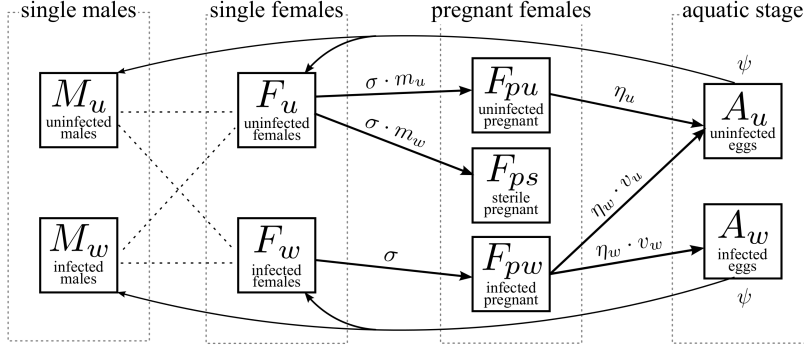 single males single females pregnant females aquatic stage
M_u
uninfected
males
F_u
uninfected
females
σ · m_u
σ · m_w
F_pu
uninfected
pregnant
η_u
ψ
A_u
uninfected
eggs
F_ps
sterile
pregnant
η_w · v_u
M_w
infected
males
F_w
infected
females
σ
F_pw
infected
pregnant
η_w · v_w
A_w
infected
eggs
ψ